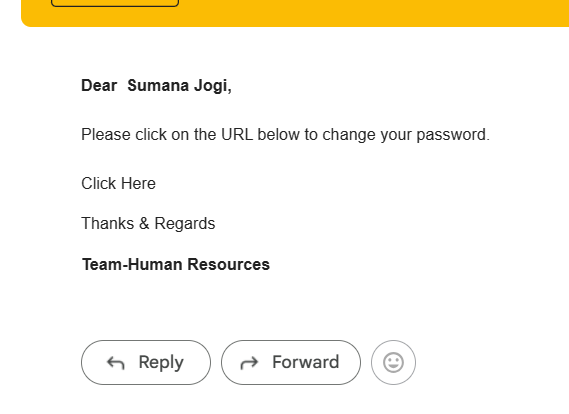 Dear  Sumana Jogi,
Please click on the URL below to change your password.
Click Here
Thanks & Regards
Team-Human Resources
Reply Forward